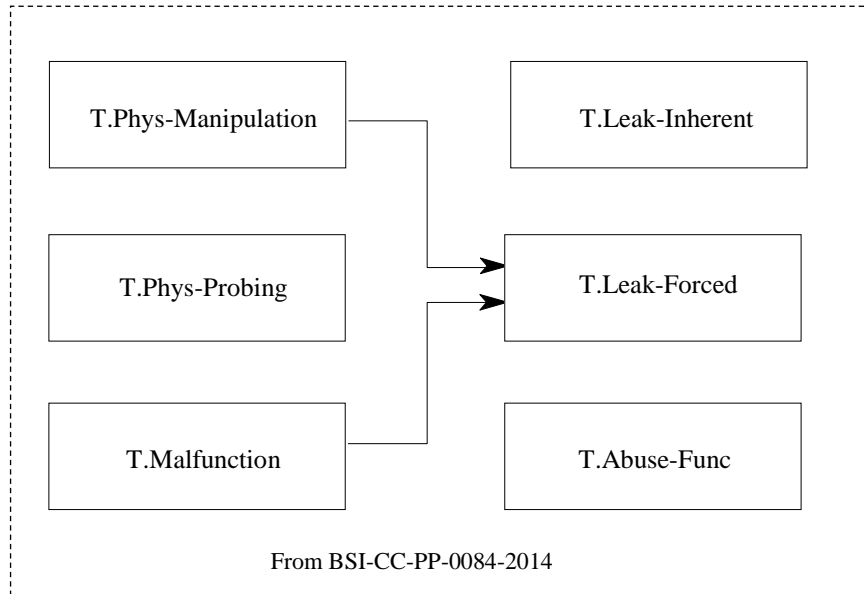 T.Phys-Manipulation
T.Leak-Inherent
T.Phys-Probing
T.Leak-Forced
T.Malfunction
T.Abuse-Func
From BSI-CC-PP-0084-2014